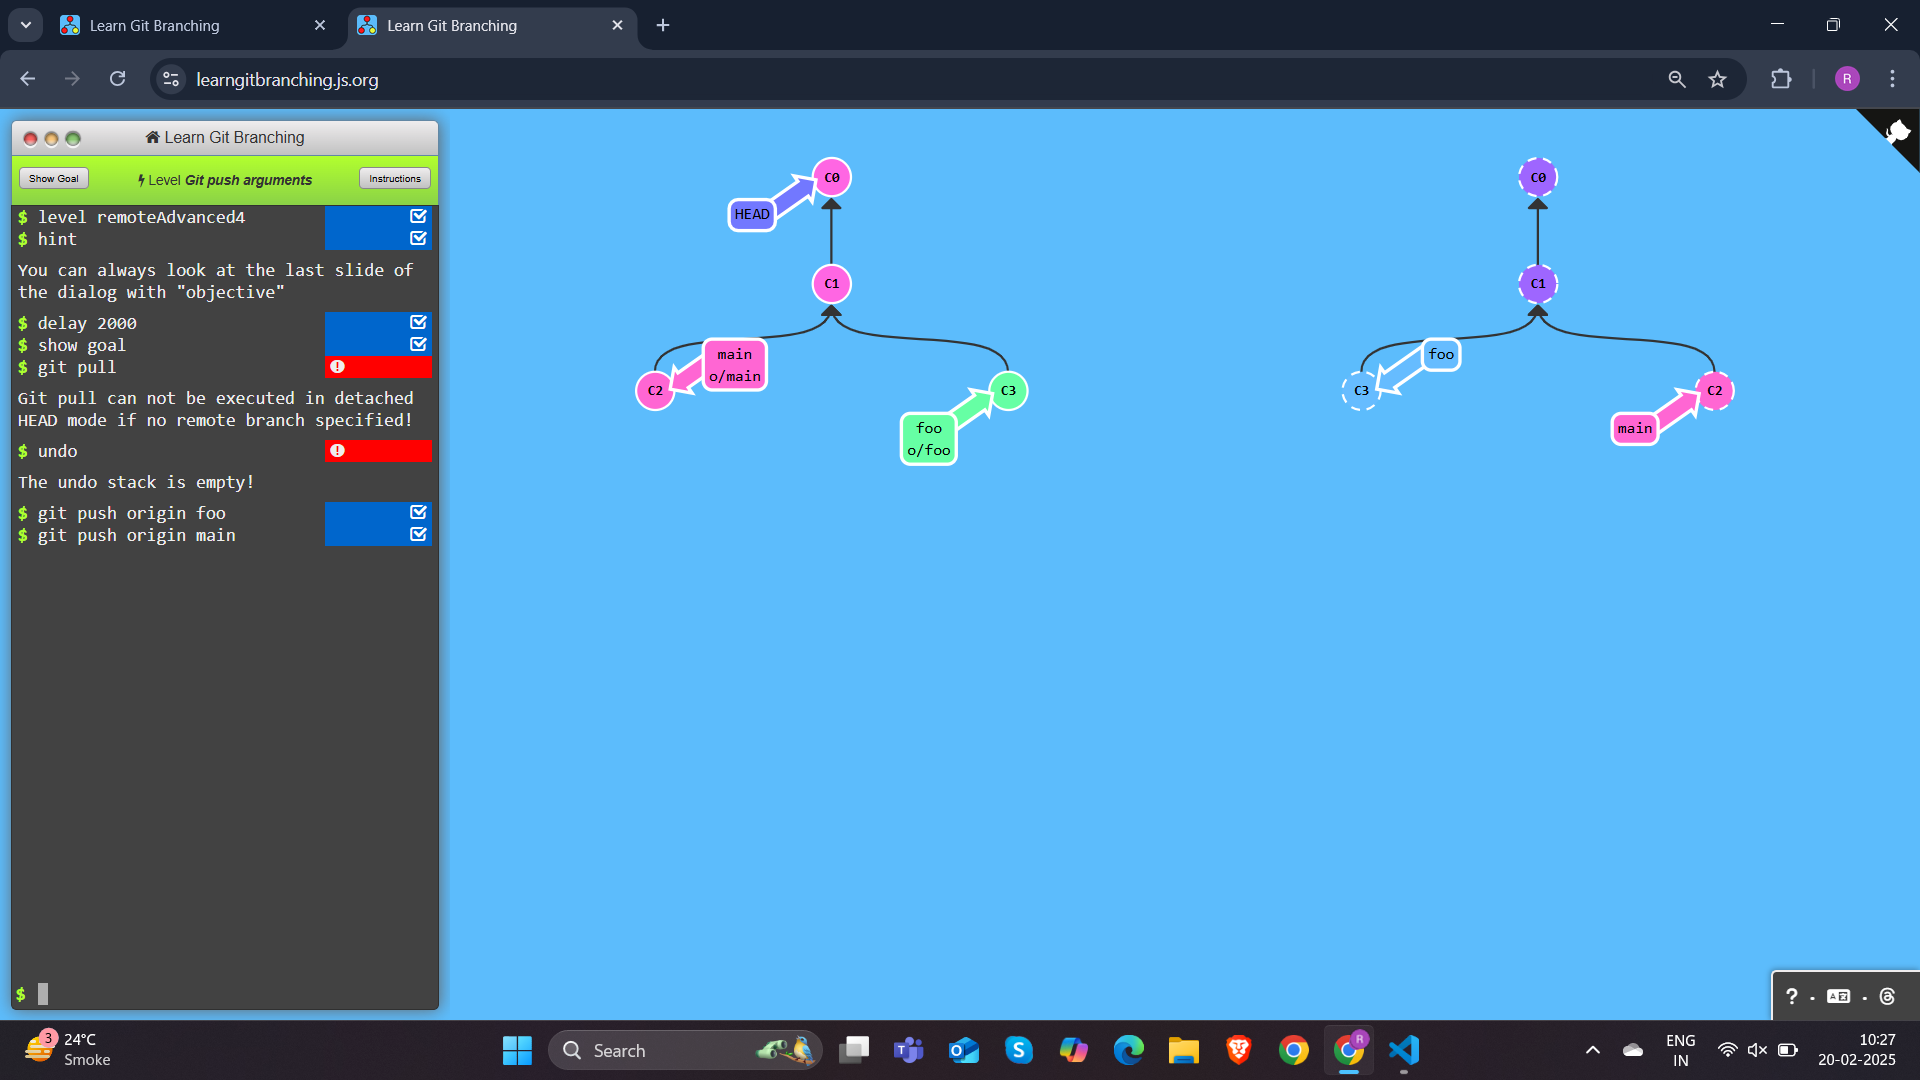 Learn Git Branching
Learn Git Branching
learngitbranching.js.org
R
Learn Git Branching
Show Goal
Level Git push arguments
Instructions
$ level remoteAdvanced4
$ hint
You can always look at the last slide of
the dialog with "objective"
$ delay 2000
$ show goal
$ git pull
Git pull can not be executed in detached
HEAD mode if no remote branch specified!
$ undo
The undo stack is empty!
$ git push origin foo
$ git push origin main
$
C0
HEAD
C1
main
o/main
C2
C3
foo
o/foo
C0
C1
foo
C3
C2
main
?
3
24°C
Smoke
Search
R
ENG
IN
10:27
20-02-2025